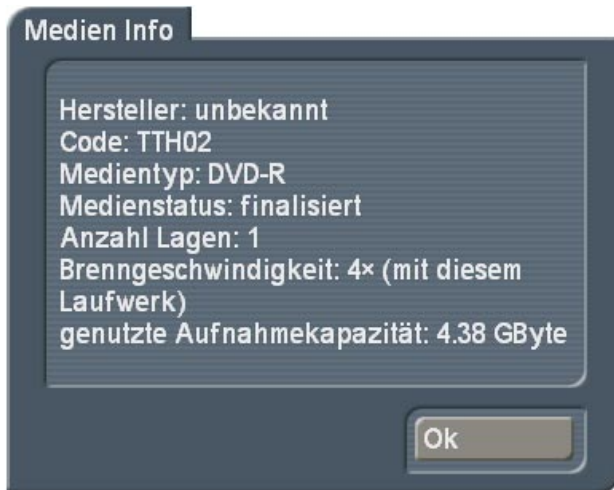 Medien Info
Hersteller: unbekannt
Code: TTH02
Medientyp: DVD-R
Medienstatus: finalisiert
Anzahl Lagen: 1
Brenngeschwindigkeit: 4× (mit diesem
Laufwerk)
genutzte Aufnahmekapazität: 4.38 GByte
Ok